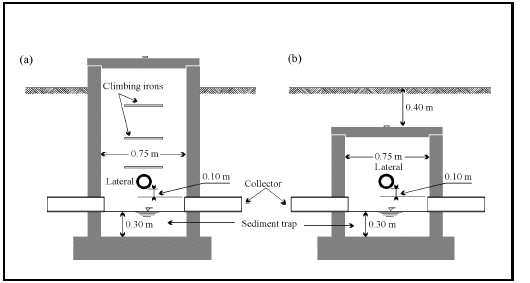 (a)
(b)
Climbing irons
0.40 m
0.75 m
0.75 m
Lateral
Lateral
0.10 m
0.10 m
Collector
0.30 m
Sediment trap
0.30 m